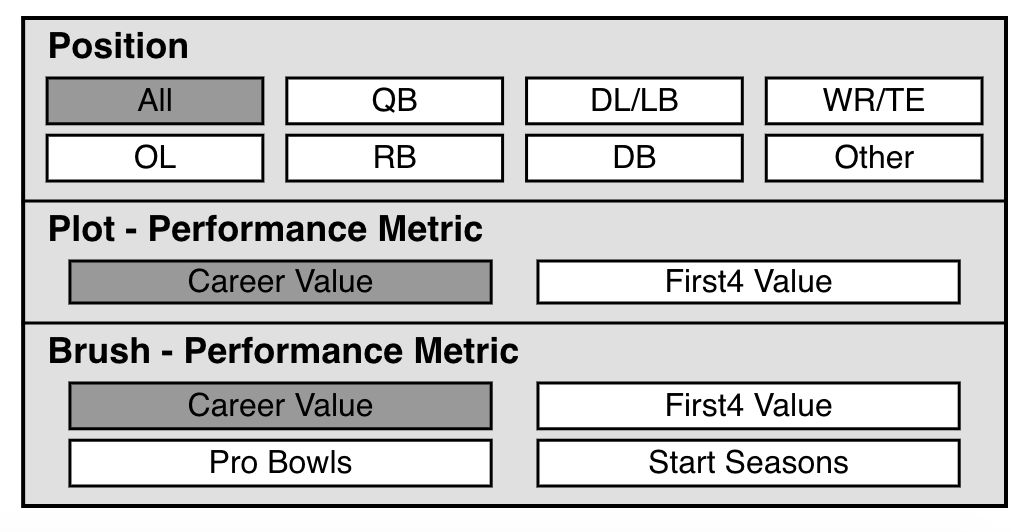 Position
All QB DL/LB WR/TE
OL RB DB Other
Plot - Performance Metric
Career Value First4 Value
Brush - Performance Metric
Career Value First4 Value
Pro Bowls Start Seasons